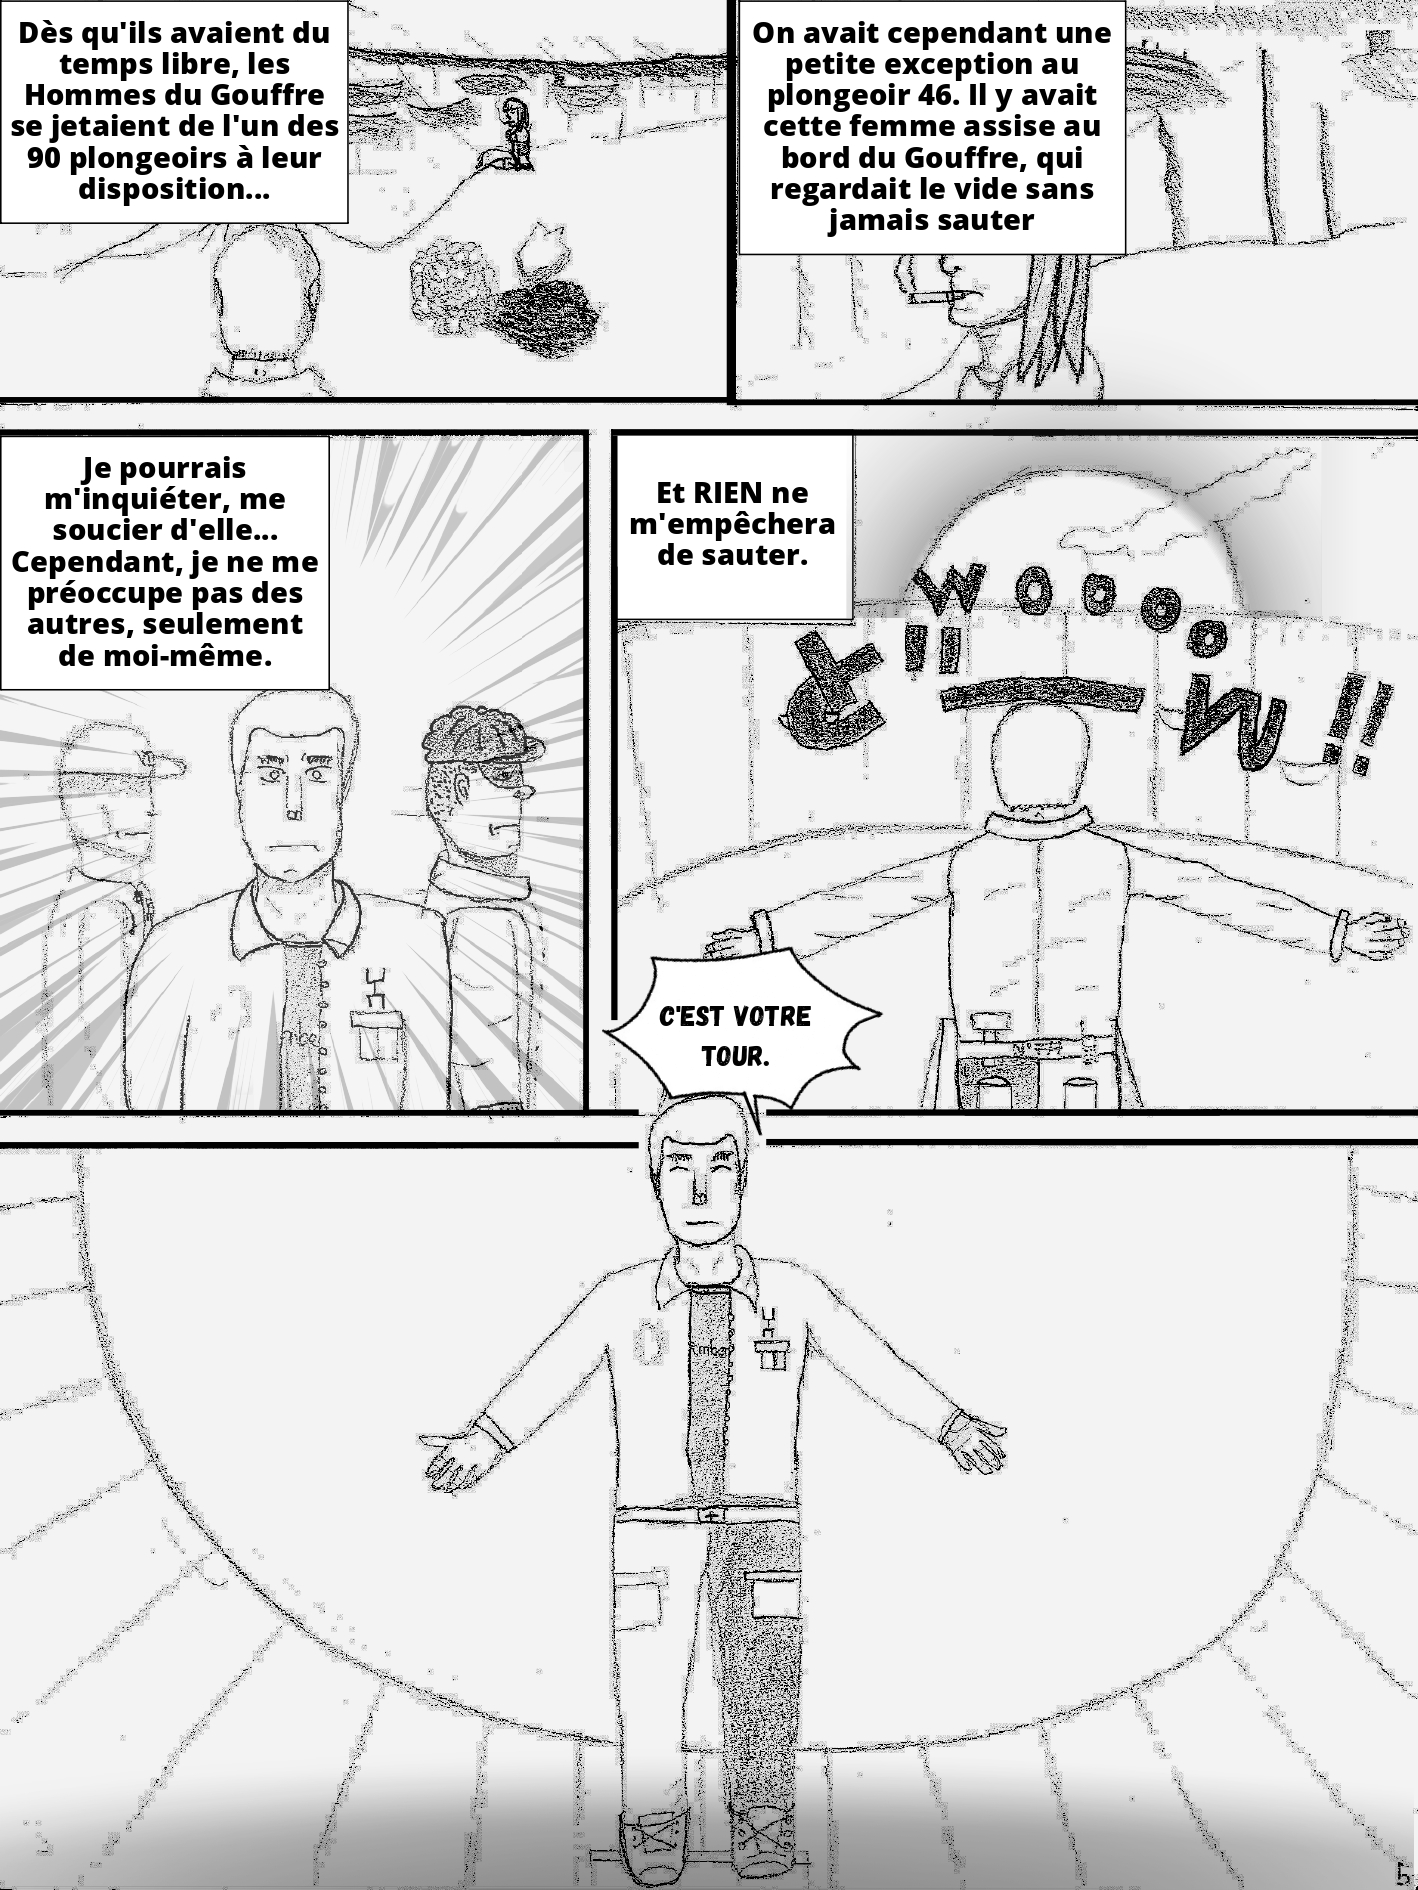 Dès qu'ils avaient du
temps libre, les
Hommes du Gouffre
se jetaient de l'un des
90 plongeoirs à leur
disposition...
On avait cependant une
petite exception au
plongeoir 46. Il y avait
cette femme assise au
bord du Gouffre, qui
regardait le vide sans
jamais sauter
Je pourrais
m'inquiéter, me
soucier d'elle...
Cependant, je ne me
préoccupe pas des
autres, seulement
de moi-même.
Et RIEN ne
m'empêchera
de sauter.
WOOOOM!!
C'EST VOTRE
TOUR.
5